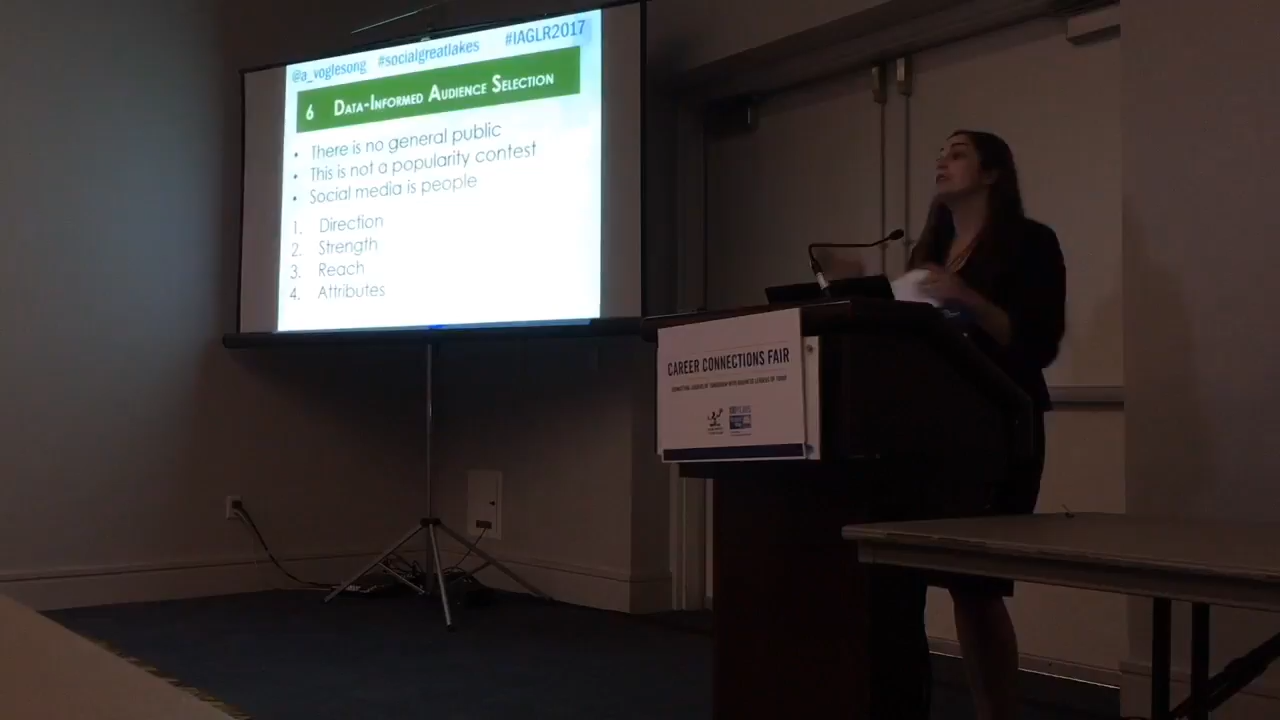 @a_voglesong #socialgreatlakes #IAGLR2017
6 DATA-INFORMED AUDIENCE SELECTION
• There is no general public
• This is not a popularity contest
• Social media is people
1. Direction
2. Strength
3. Reach
4. Attributes
CAREER CONNECTIONS FAIR